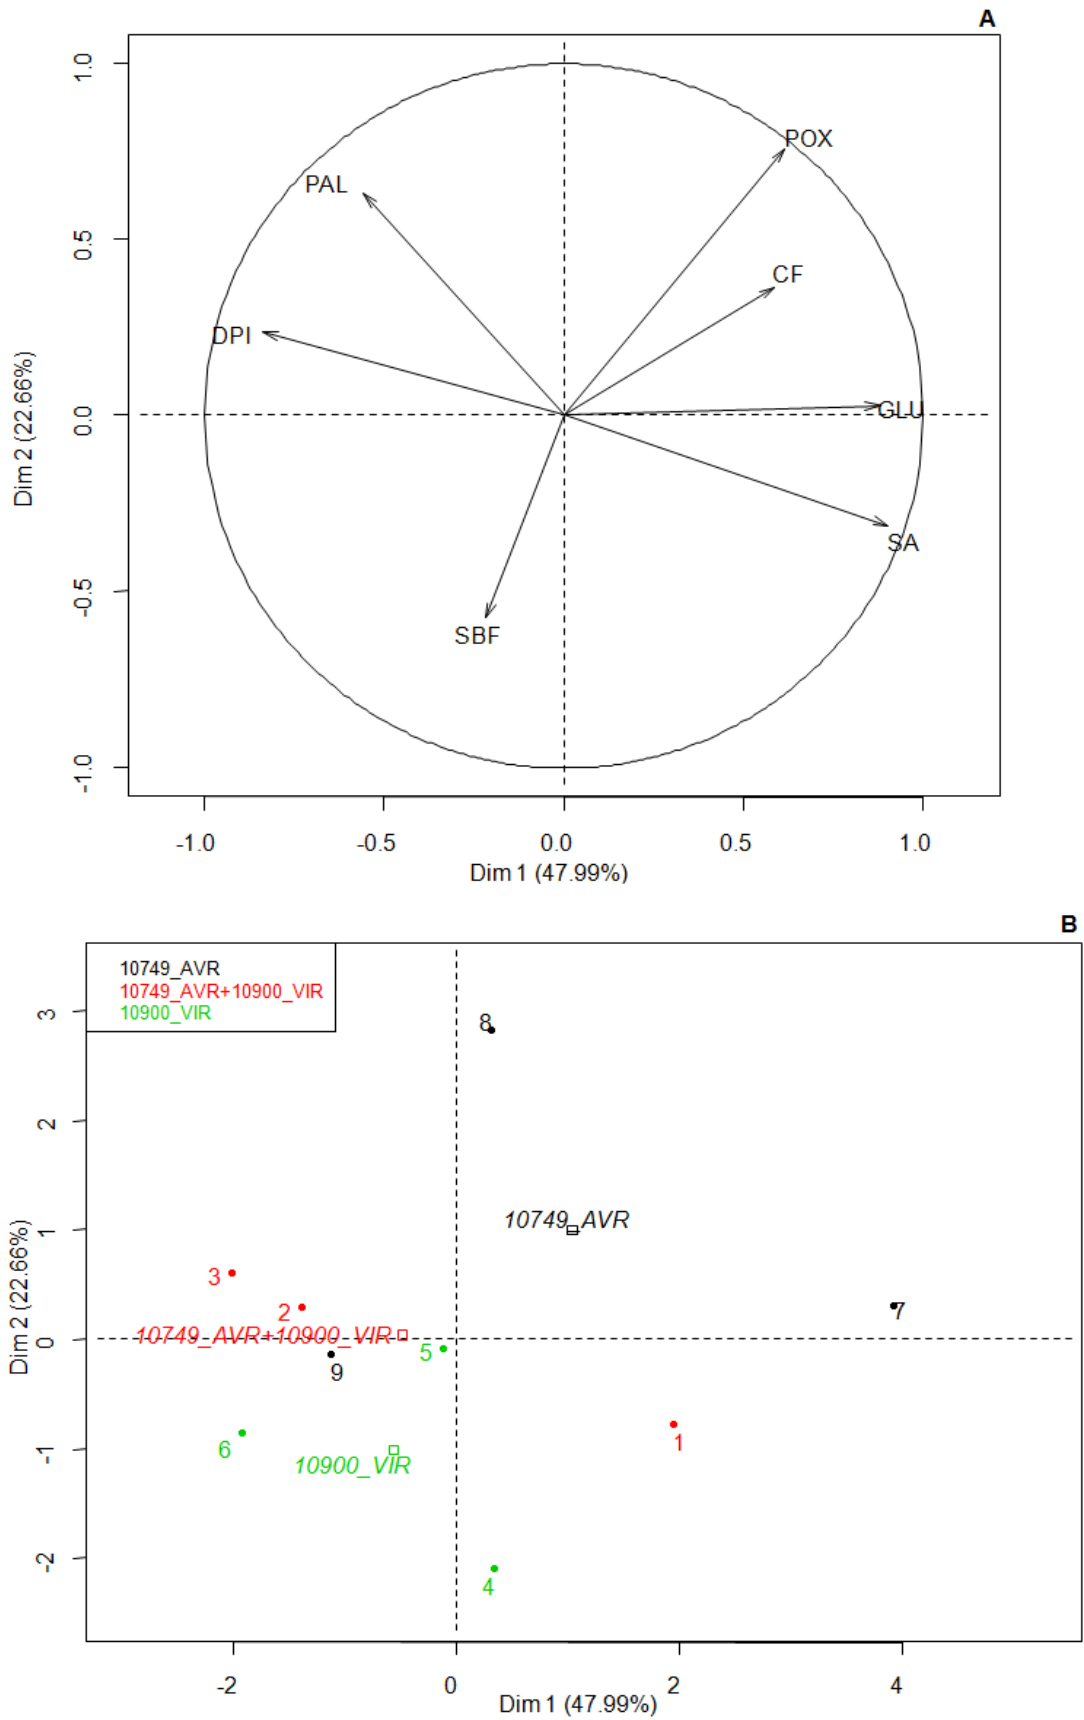 A
1.0
0.5
0.0
-0.5
-1.0
Dim 2 (22.66%)
POX
PAL
CF
DPI
GLU
SA
SBF
-1.0 -0.5 0.0 0.5 1.0
Dim 1 (47.99%)
B
10749_AVR
10749_AVR+10900_VIR
10900_VIR
3
2
1
0
-1
-2
Dim 2 (22.66%)
8
10749_AVR
3
2
7
10749_AVR+10900_VIR
5
9
1
6
10900_VIR
4
-2 0 2 4
Dim 1 (47.99%)